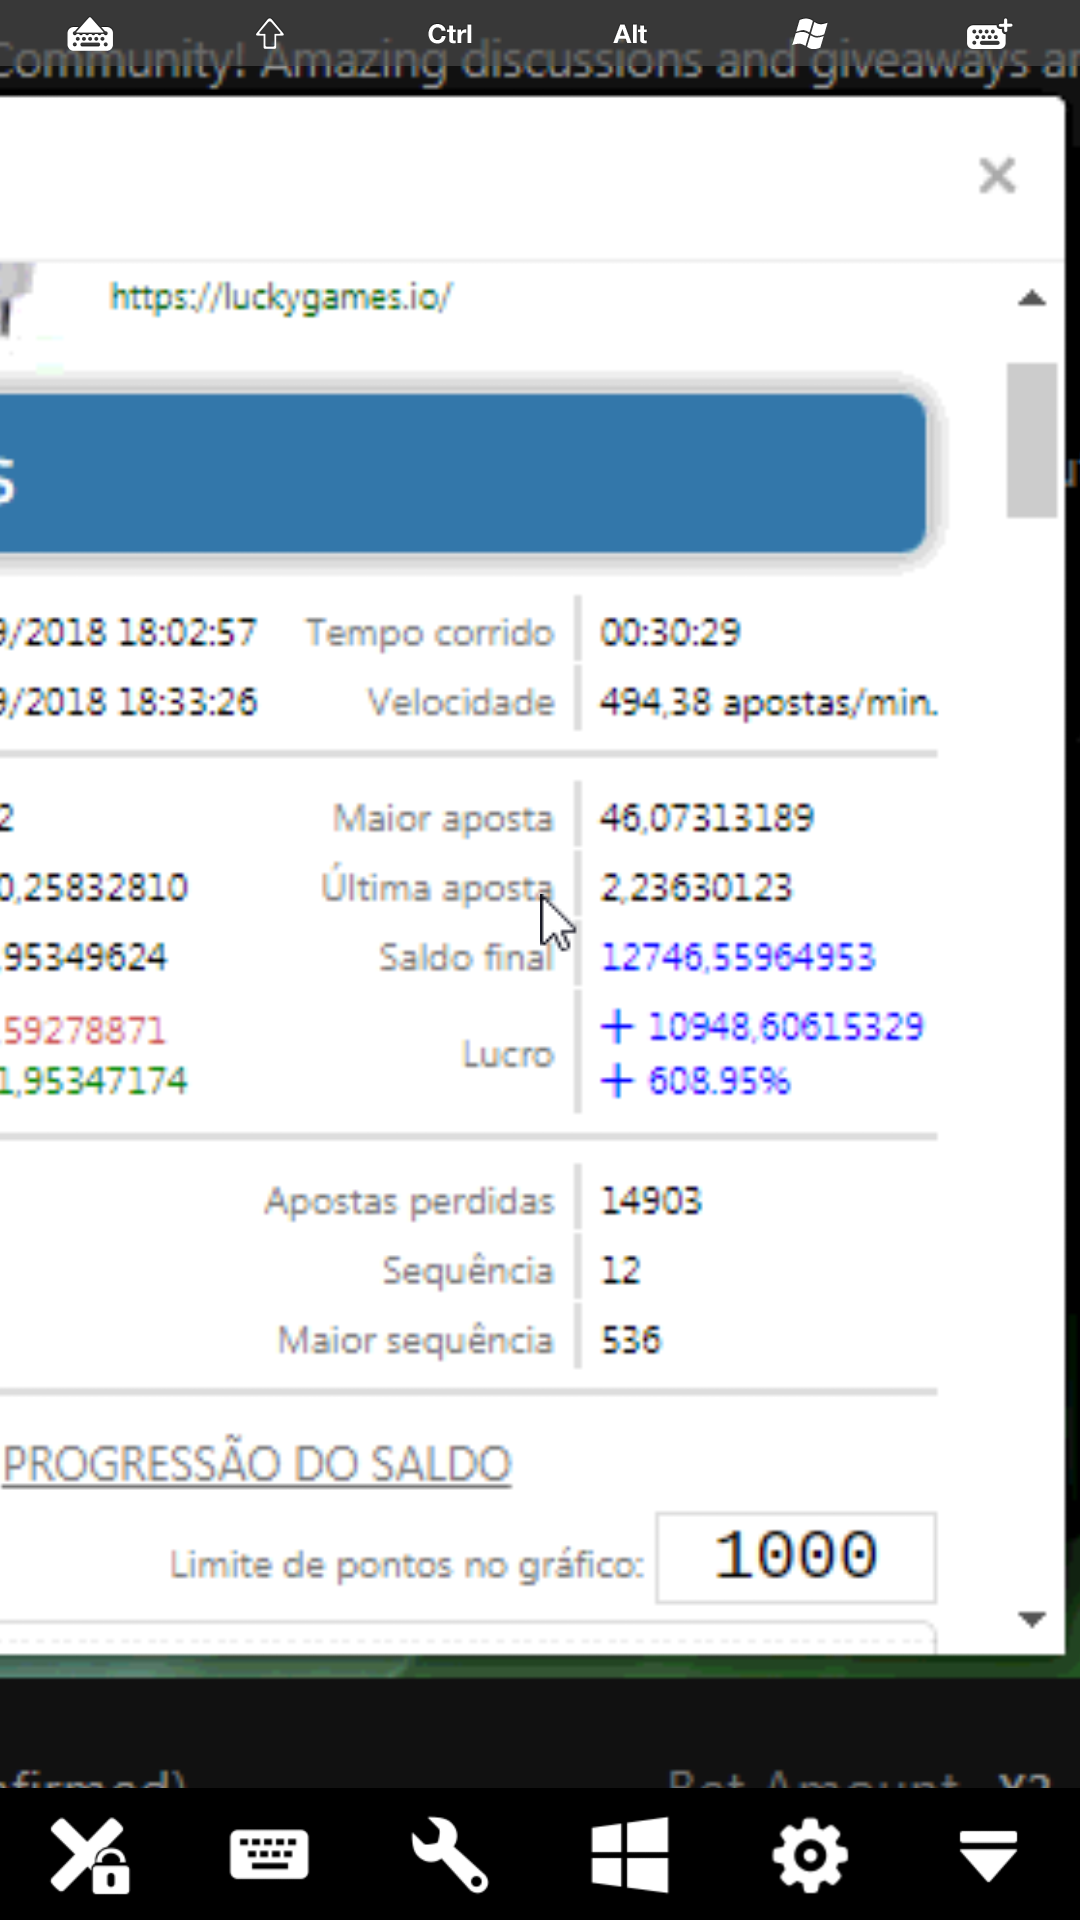 Ctrl Alt
Community! Amazing discussions and giveaways
https://luckygames.io/
s
9/2018 18:02:57 Tempo corrido 00:30:29
9/2018 18:33:26 Velocidade 494,38 apostas/min.
2 Maior aposta 46,07313189
0,25832810 Última aposta 2,23630123
,95349624 Saldo final 12746,55964953
,59278871 Lucro + 10948,60615329
1,95347174 + 608.95%
Apostas perdidas 14903
Sequência 12
Maior sequência 536
PROGRESSÃO DO SALDO
Limite de pontos no gráfico: 1000
nfirmed) Bet Amount X2